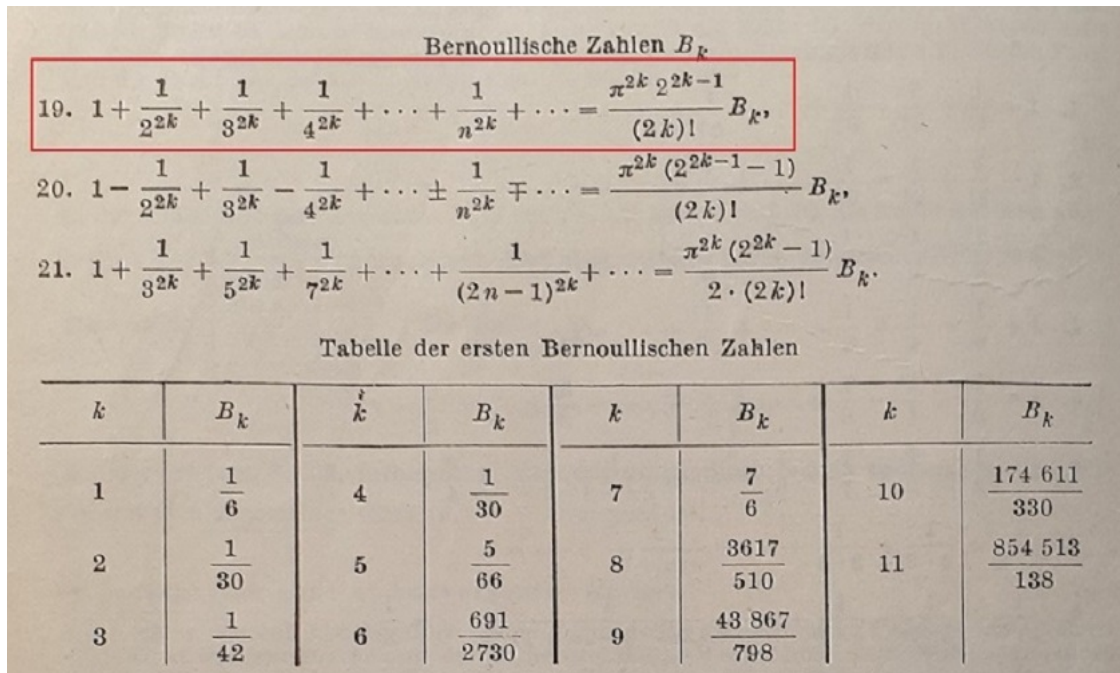 Bernoullische Zahlen B_k
19. 1 + 1/2^{2k} + 1/3^{2k} + 1/4^{2k} + · · · + 1/n^{2k} + · · · = π^{2k} 2^{2k−1}/(2k)! B_k,
20. 1 − 1/2^{2k} + 1/3^{2k} − 1/4^{2k} + · · · ± 1/n^{2k} ∓ · · · = π^{2k} (2^{2k−1} − 1)/(2k)! B_k,
21. 1 + 1/3^{2k} + 1/5^{2k} + 1/7^{2k} + · · · + 1/(2n − 1)^{2k} + · · · = π^{2k} (2^{2k} − 1)/2 · (2k)! B_k.
Tabelle der ersten Bernoullischen Zahlen
k B_k k B_k k B_k k B_k
1 1/6 4 1/30 7 7/6 10 174 611/330
2 1/30 5 5/66 8 3617/510 11 854 513/138
3 1/42 6 691/2730 9 43 867/798